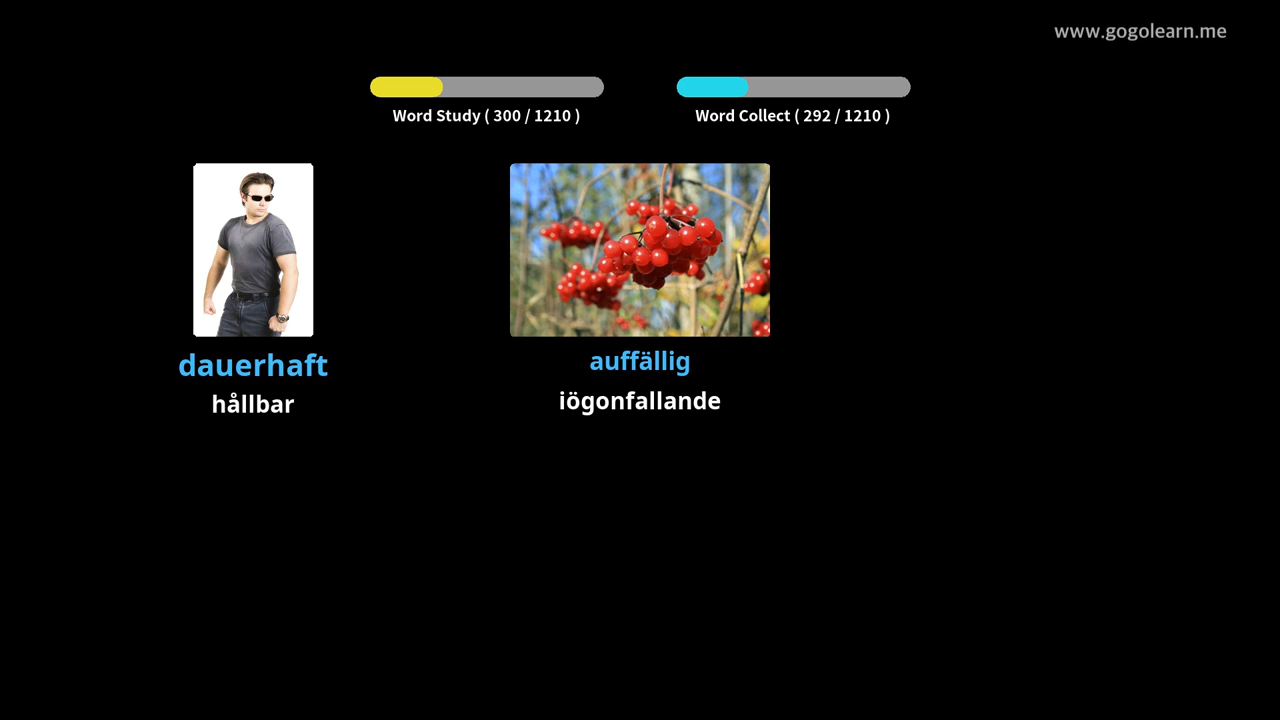 www.gogolearn.me
Word Study ( 300 / 1210 )
Word Collect ( 292 / 1210 )
dauerhaft
hållbar
auffällig
iögonfallande